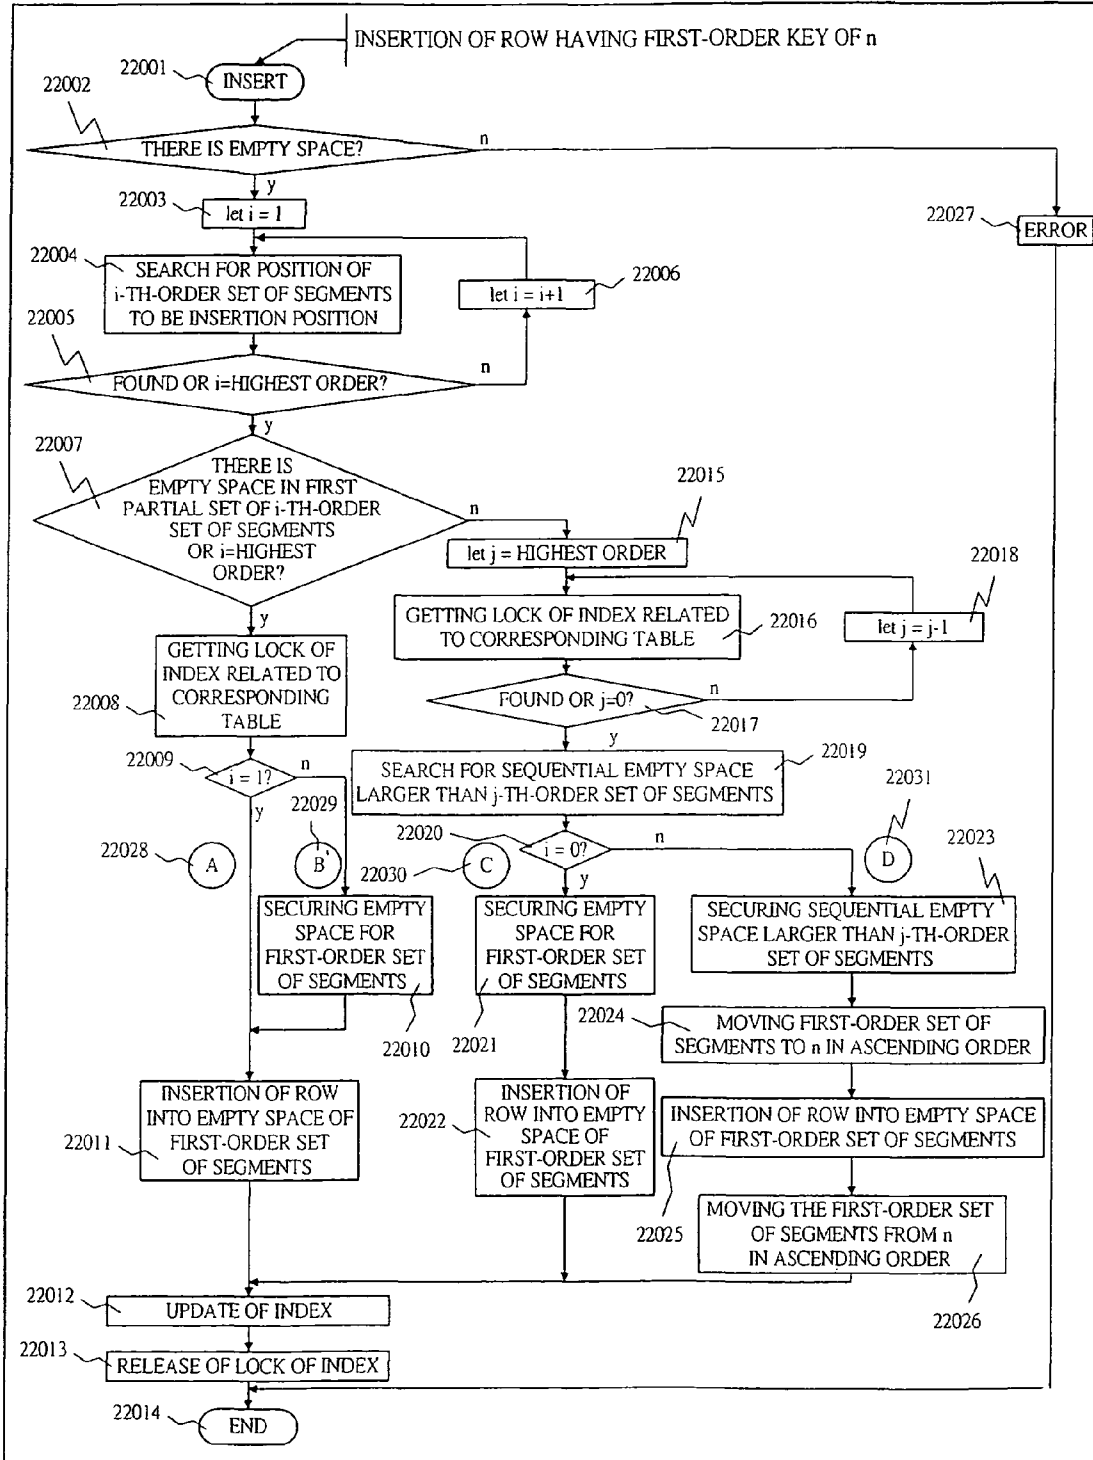 INSERTION OF ROW HAVING FIRST-ORDER KEY OF n
22001
INSERT
22002
THERE IS EMPTY SPACE?
n
y
22003
let i = 1
22027
ERROR
22004
SEARCH FOR POSITION OF
i-TH-ORDER SET OF SEGMENTS
TO BE INSERTION POSITION
22006
let i = i+1
22005
FOUND OR i=HIGHEST ORDER?
n
y
22007
THERE IS
EMPTY SPACE IN FIRST
PARTIAL SET OF i-TH-ORDER
SET OF SEGMENTS
OR i=HIGHEST
ORDER?
n
y
22015
let j = HIGHEST ORDER
22018
let j = j-1
GETTING LOCK OF INDEX RELATED
TO CORRESPONDING TABLE
22016
GETTING LOCK OF
INDEX RELATED TO
CORRESPONDING
TABLE
22008
FOUND OR j=0?
n
22017
y
22009
i = 1?
n
y
SEARCH FOR SEQUENTIAL EMPTY SPACE
LARGER THAN j-TH-ORDER SET OF SEGMENTS
22019
22020
i = 0?
n
y
22031
D
22023
22028
A
22029
B'
22030
C
SECURING EMPTY
SPACE FOR
FIRST-ORDER SET
OF SEGMENTS
22010
SECURING EMPTY
SPACE FOR
FIRST-ORDER SET
OF SEGMENTS
22021
SECURING SEQUENTIAL EMPTY
SPACE LARGER THAN j-TH-ORDER
SET OF SEGMENTS
22024
MOVING FIRST-ORDER SET OF
SEGMENTS TO n IN ASCENDING ORDER
INSERTION OF ROW
INTO EMPTY SPACE OF
FIRST-ORDER SET
OF SEGMENTS
22011
INSERTION OF
ROW INTO EMPTY
SPACE OF
FIRST-ORDER SET
OF SEGMENTS
22022
INSERTION OF ROW INTO EMPTY SPACE
OF FIRST-ORDER SET OF SEGMENTS
22025
MOVING THE FIRST-ORDER SET
OF SEGMENTS FROM n
IN ASCENDING ORDER
22026
22012
UPDATE OF INDEX
22013
RELEASE OF LOCK OF INDEX
22014
END